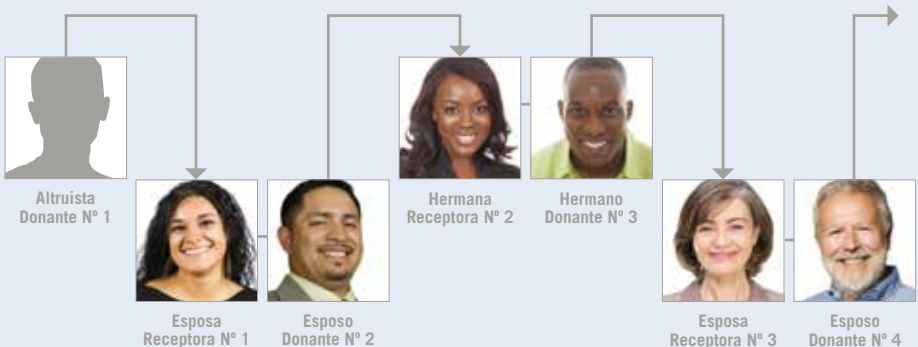 Altruista
Donante Nº 1
Esposa
Receptora Nº 1
Esposo
Donante Nº 2
Hermana
Receptora Nº 2
Hermano
Donante Nº 3
Esposa
Receptora Nº 3
Esposo
Donante Nº 4